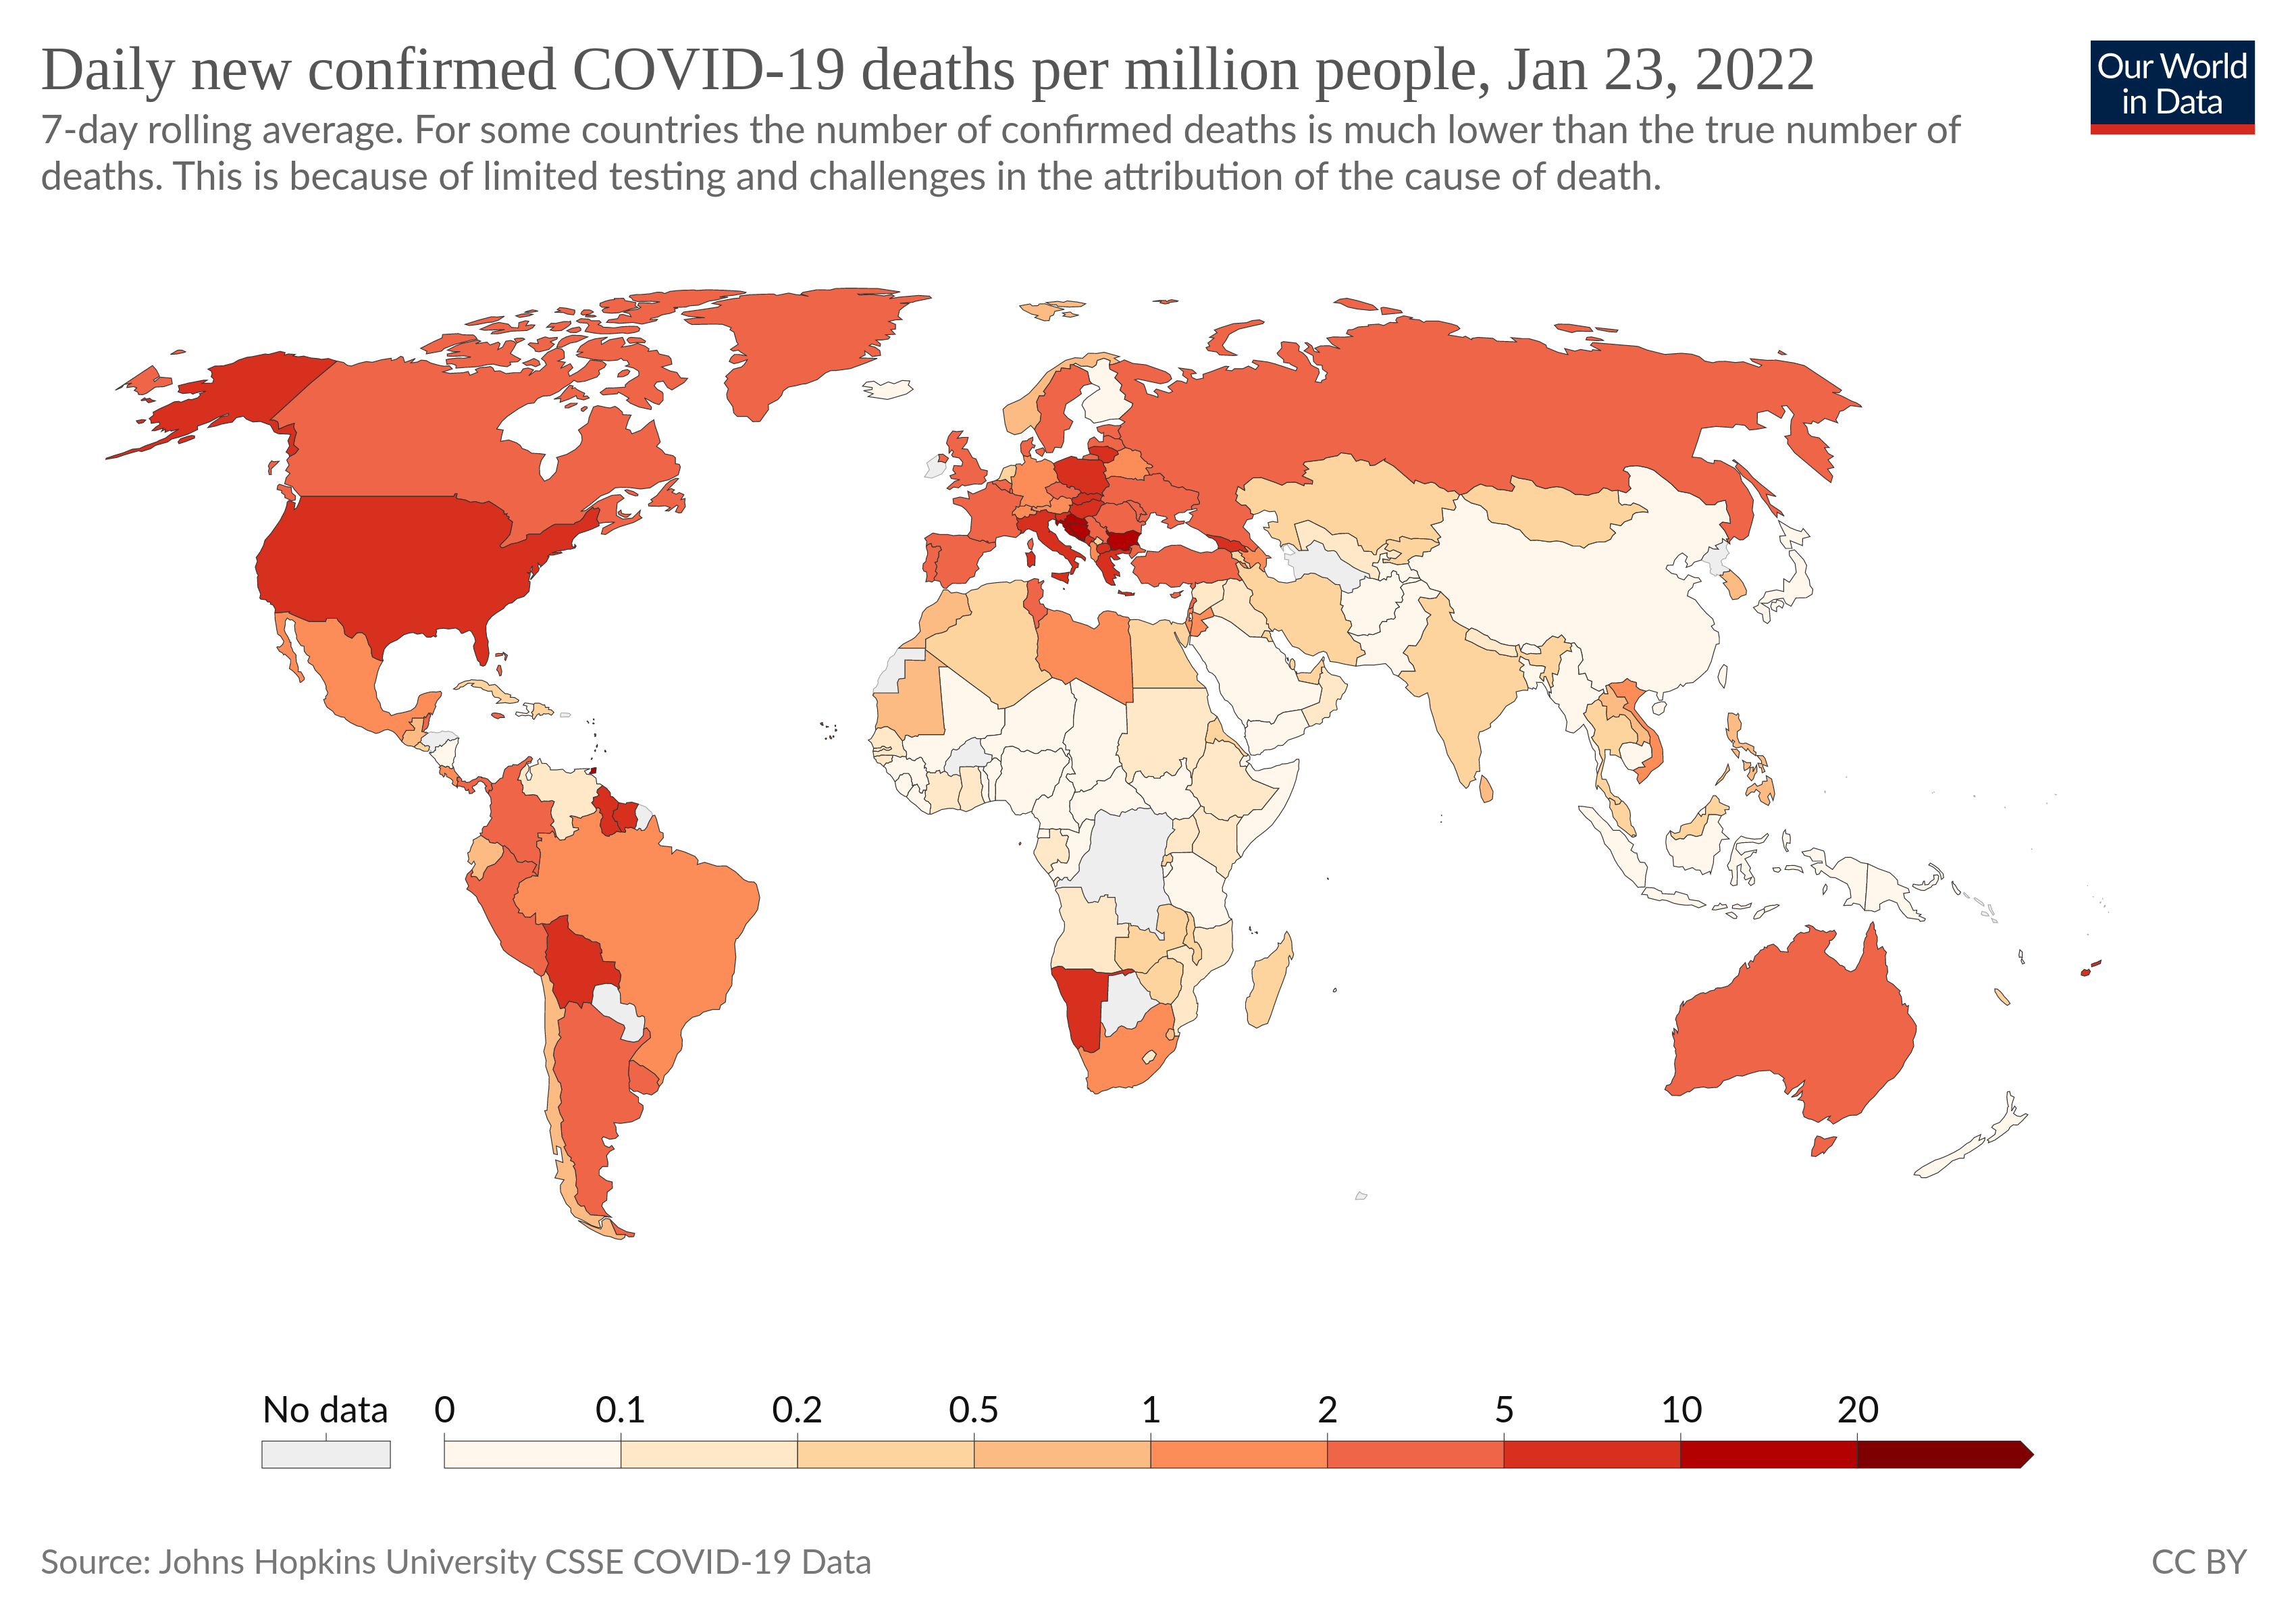 Daily new confirmed COVID-19 deaths per million people, Jan 23, 2022
Our World
in Data
7-day rolling average. For some countries the number of confirmed deaths is much lower than the true number of
deaths. This is because of limited testing and challenges in the attribution of the cause of death.
No data 0 0.1 0.2 0.5 1 2 5 10 20
Source: Johns Hopkins University CSSE COVID-19 Data
CC BY